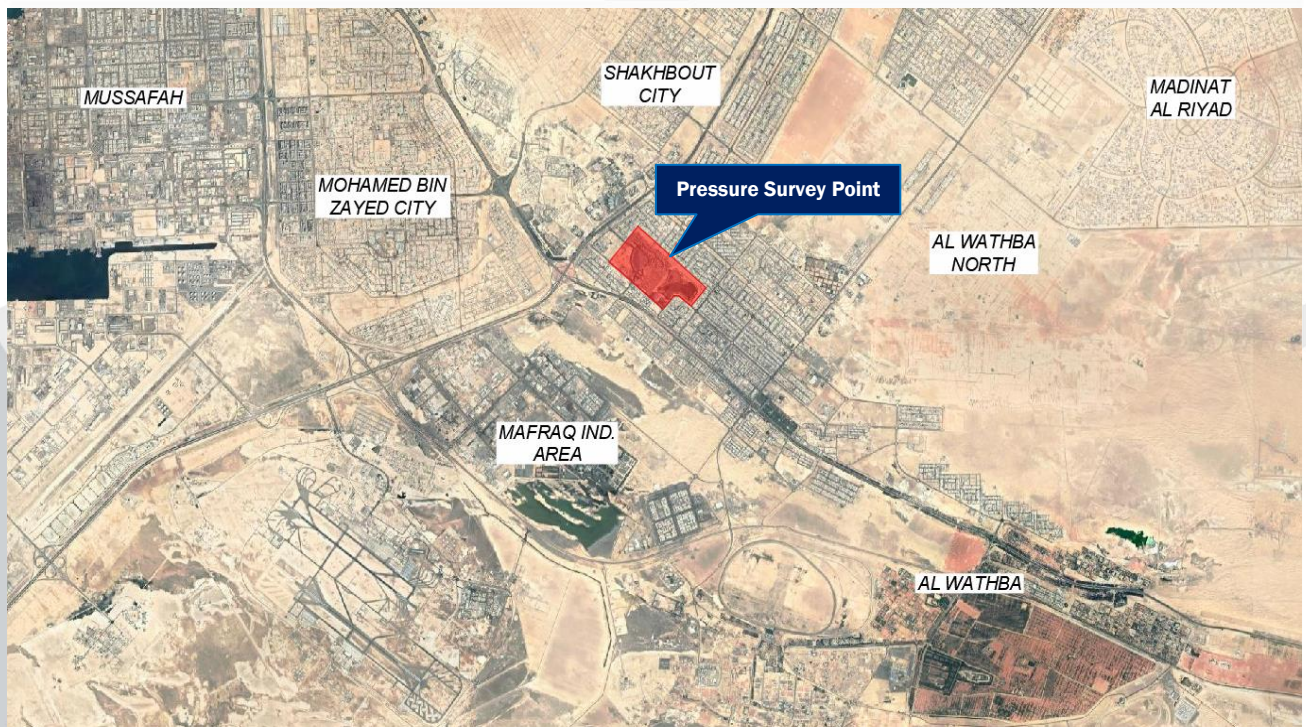 SHAKHBOUT
CITY
MUSSAFAH
MADINAT
AL RIYAD
MOHAMED BIN
ZAYED CITY
Pressure Survey Point
AL WATHBA
NORTH
MAFRAQ IND.
AREA
AL WATHBA